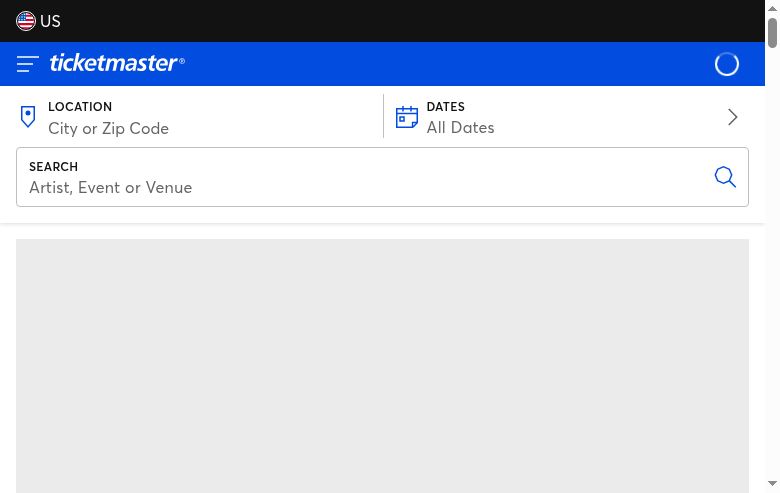 US
ticketmaster®
LOCATION
City or Zip Code
DATES
All Dates
SEARCH
Artist, Event or Venue